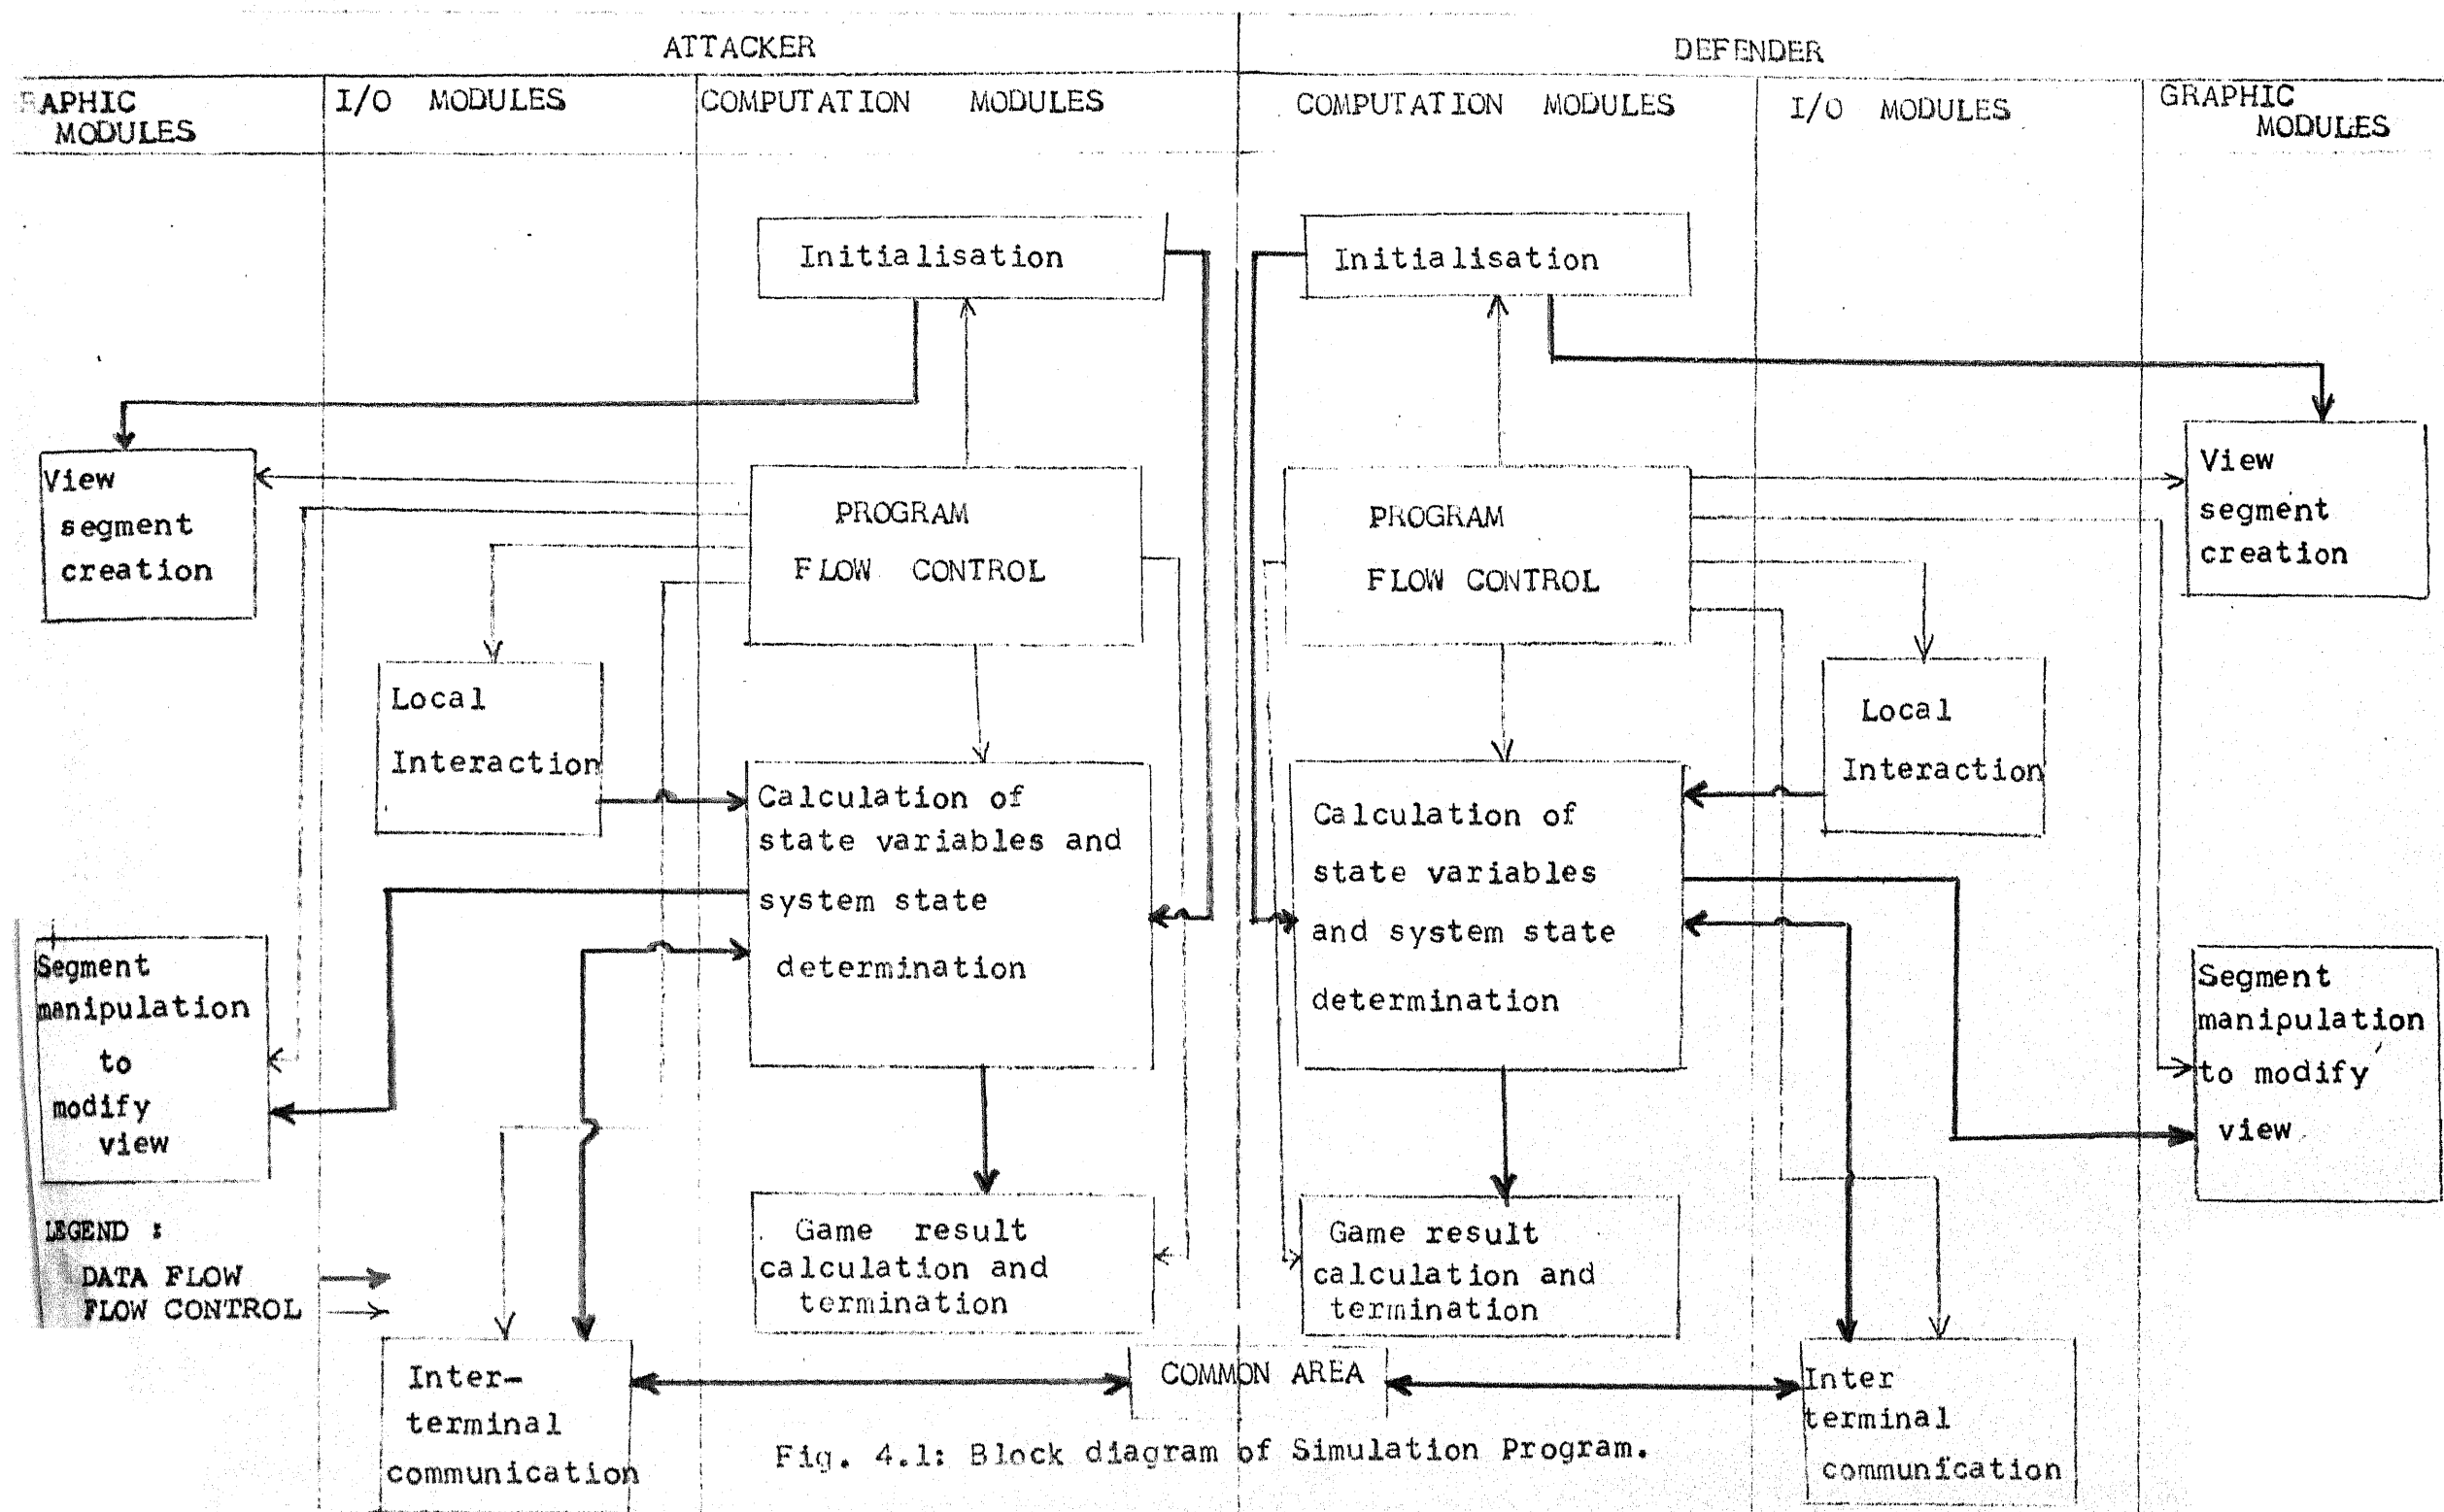 ATTACKER
DEFENDER
RAPHIC
MODULES
I/O MODULES
COMPUTATION MODULES
COMPUTATION MODULES
I/O MODULES
GRAPHIC
MODULES
Initialisation
Initialisation
View
segment
creation
PROGRAM
FLOW CONTROL
PROGRAM
FLOW CONTROL
View
segment
creation
Local
Interaction
Local
Interaction
Calculation of
state variables and
system state
determination
Calculation of
state variables
and system state
determination
Segment
manipulation
to
modify
view
Segment
manipulation
to modify
view
LEGEND :
DATA FLOW
FLOW CONTROL
Game result
calculation and
termination
Game result
calculation and
termination
Inter-
terminal
communication
COMMON AREA
Inter
terminal
communication
Fig. 4.1: Block diagram of Simulation Program.